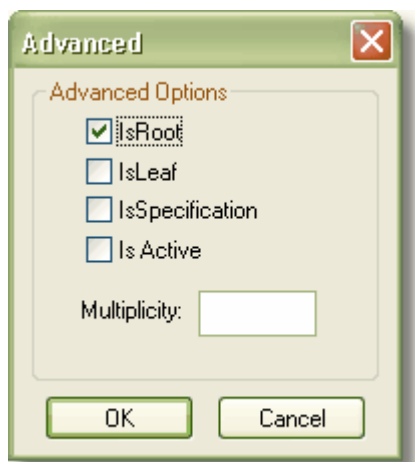 Advanced
Advanced Options
IsRoot
IsLeaf
IsSpecification
Is Active
Multiplicity:
OK Cancel